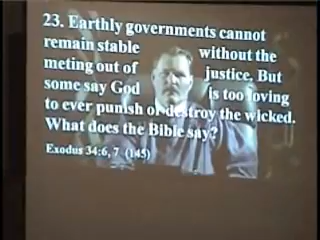 23. Earthly governments cannot
remain stable without the
meting out of justice. But
some say God is too loving
to ever punish or destroy the wicked.
What does the Bible say?
Exodus 34:6, 7 (145)